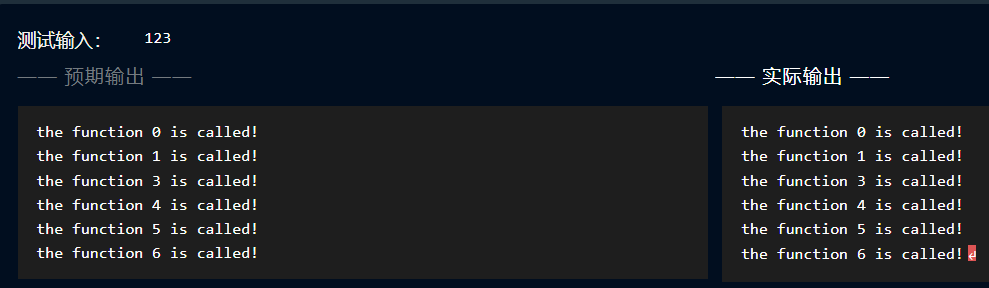 测试输入： 123
—— 预期输出 ——
the function 0 is called!
the function 1 is called!
the function 3 is called!
the function 4 is called!
the function 5 is called!
the function 6 is called!
—— 实际输出 ——
the function 0 is called!
the function 1 is called!
the function 3 is called!
the function 4 is called!
the function 5 is called!
the function 6 is called!↵